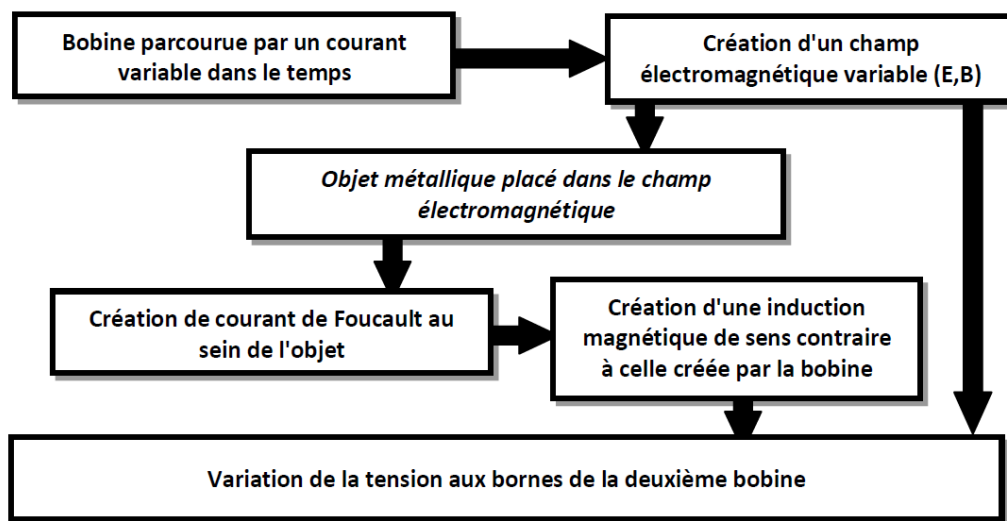 Bobine parcourue par un courant
variable dans le temps
Création d'un champ
électromagnétique variable (E,B)
Objet métallique placé dans le champ
électromagnétique
Création de courant de Foucault au
sein de l'objet
Création d'une induction
magnétique de sens contraire
à celle créée par la bobine
Variation de la tension aux bornes de la deuxième bobine